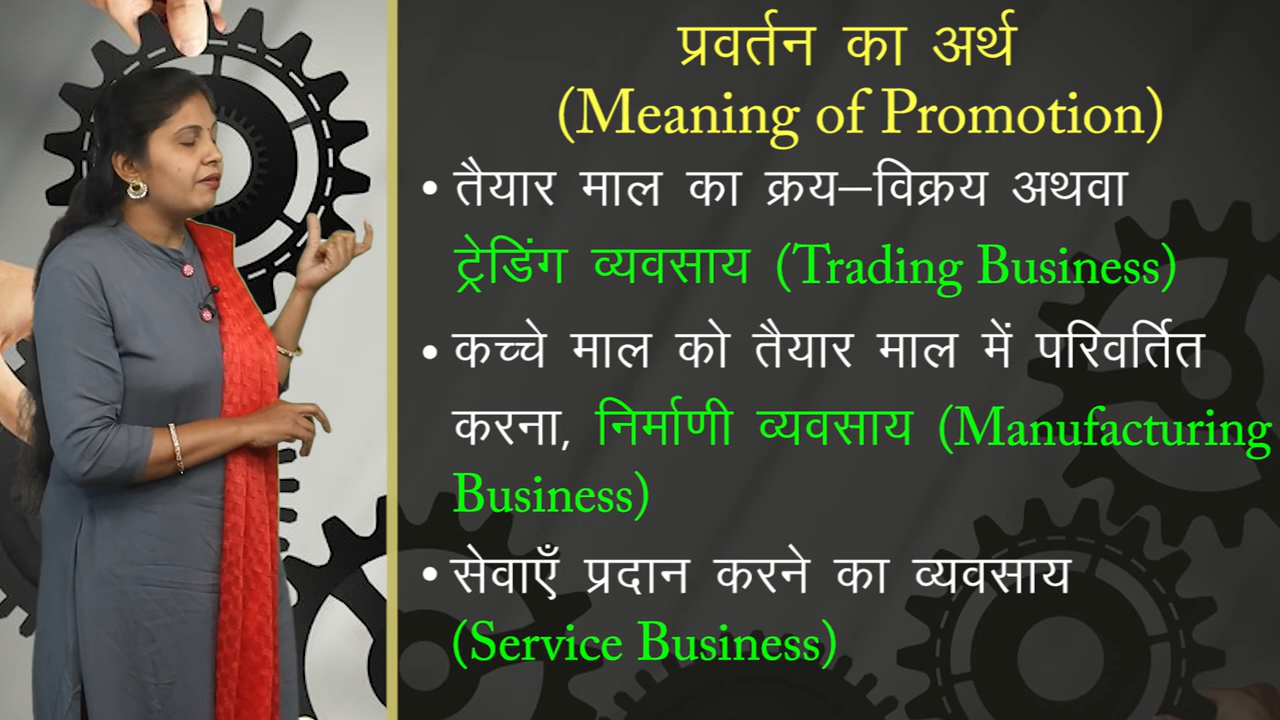 प्रवर्तन का अर्थ
(Meaning of Promotion)
• तैयार माल का क्रय–विक्रय अथवा
ट्रेडिंग व्यवसाय (Trading Business)
• कच्चे माल को तैयार माल में परिवर्तित
करना, निर्माणी व्यवसाय (Manufacturing
Business)
• सेवाएँ प्रदान करने का व्यवसाय
(Service Business)